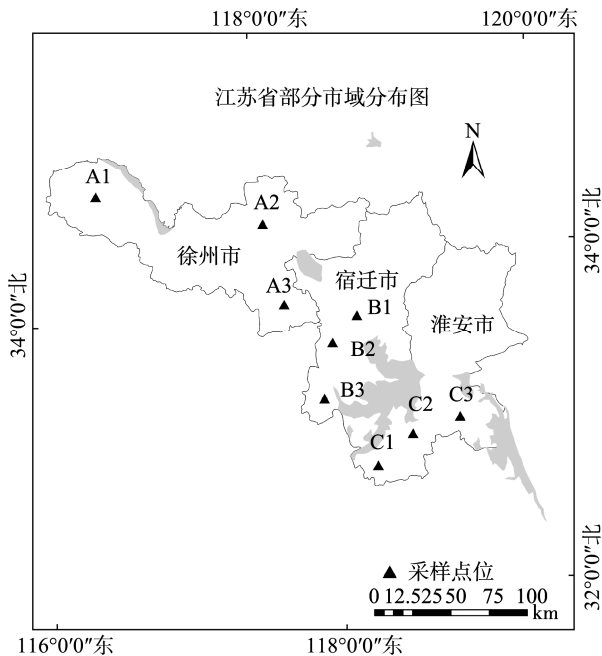 118°0′0″东 120°0′0″东
江苏省部分市域分布图
N
A1
A2
徐州市
A3
宿迁市
B1
淮安市
B2
B3
C3
C2
C1
34°0′0″北
34°0′0″北
32°0′0″北
采样点位
0 12.525 50 75 100
km
116°0′0″东 118°0′0″东